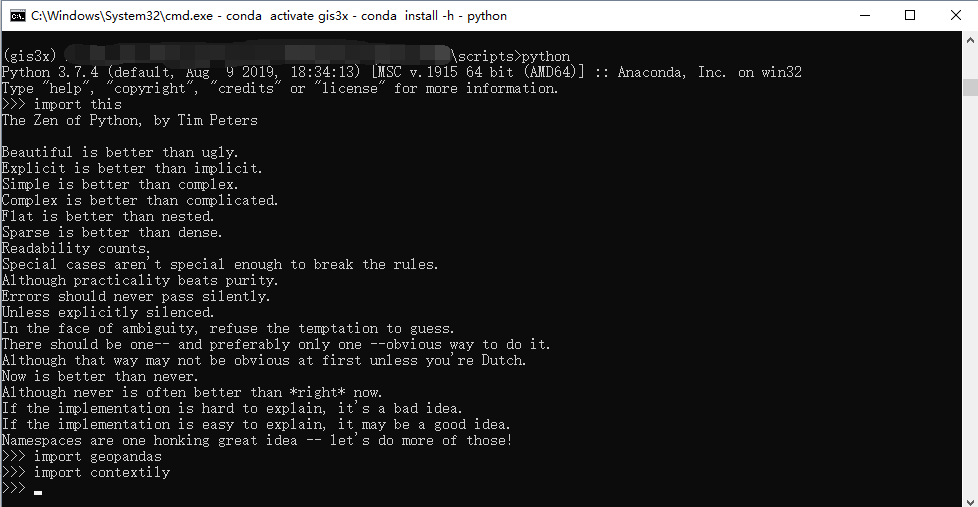 C:\Windows\System32\cmd.exe - conda  activate gis3x - conda  install -h - python
(gis3x) \scripts>python
Python 3.7.4 (default, Aug  9 2019, 18:34:13) [MSC v.1915 64 bit (AMD64)] :: Anaconda, Inc. on win32
Type "help", "copyright", "credits" or "license" for more information.
>>> import this
The Zen of Python, by Tim Peters
Beautiful is better than ugly.
Explicit is better than implicit.
Simple is better than complex.
Complex is better than complicated.
Flat is better than nested.
Sparse is better than dense.
Readability counts.
Special cases aren't special enough to break the rules.
Although practicality beats purity.
Errors should never pass silently.
Unless explicitly silenced.
In the face of ambiguity, refuse the temptation to guess.
There should be one-- and preferably only one --obvious way to do it.
Although that way may not be obvious at first unless you're Dutch.
Now is better than never.
Although never is often better than *right* now.
If the implementation is hard to explain, it's a bad idea.
If the implementation is easy to explain, it may be a good idea.
Namespaces are one honking great idea -- let's do more of those!
>>> import geopandas
>>> import contextily
>>>